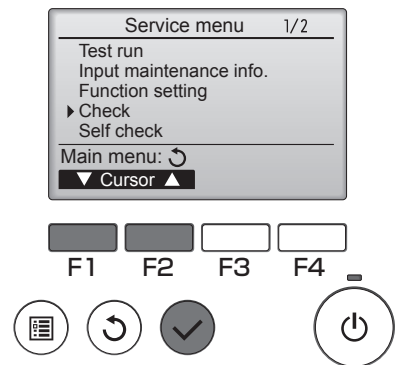 Service menu 1/2
Test run
Input maintenance info.
Function setting
Check
Self check
Main menu:
Cursor
F1 F2 F3 F4